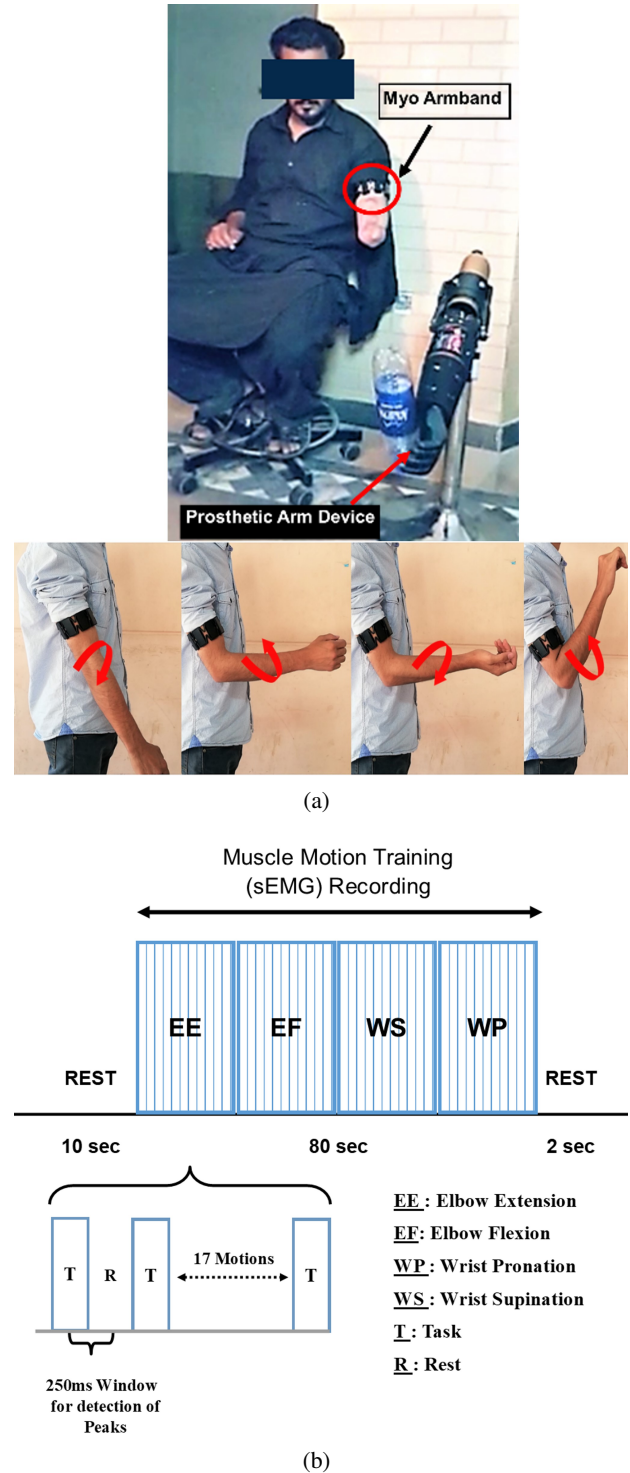 Myo Armband
Prosthetic Arm Device
(a)
Muscle Motion Training
(sEMG) Recording
EE
EF
WS
WP
REST
REST
10 sec
80 sec
2 sec
T
R
T
17 Motions
T
250ms Window
for detection of
Peaks
EE : Elbow Extension
EF: Elbow Flexion
WP : Wrist Pronation
WS : Wrist Supination
T : Task
R : Rest
(b)